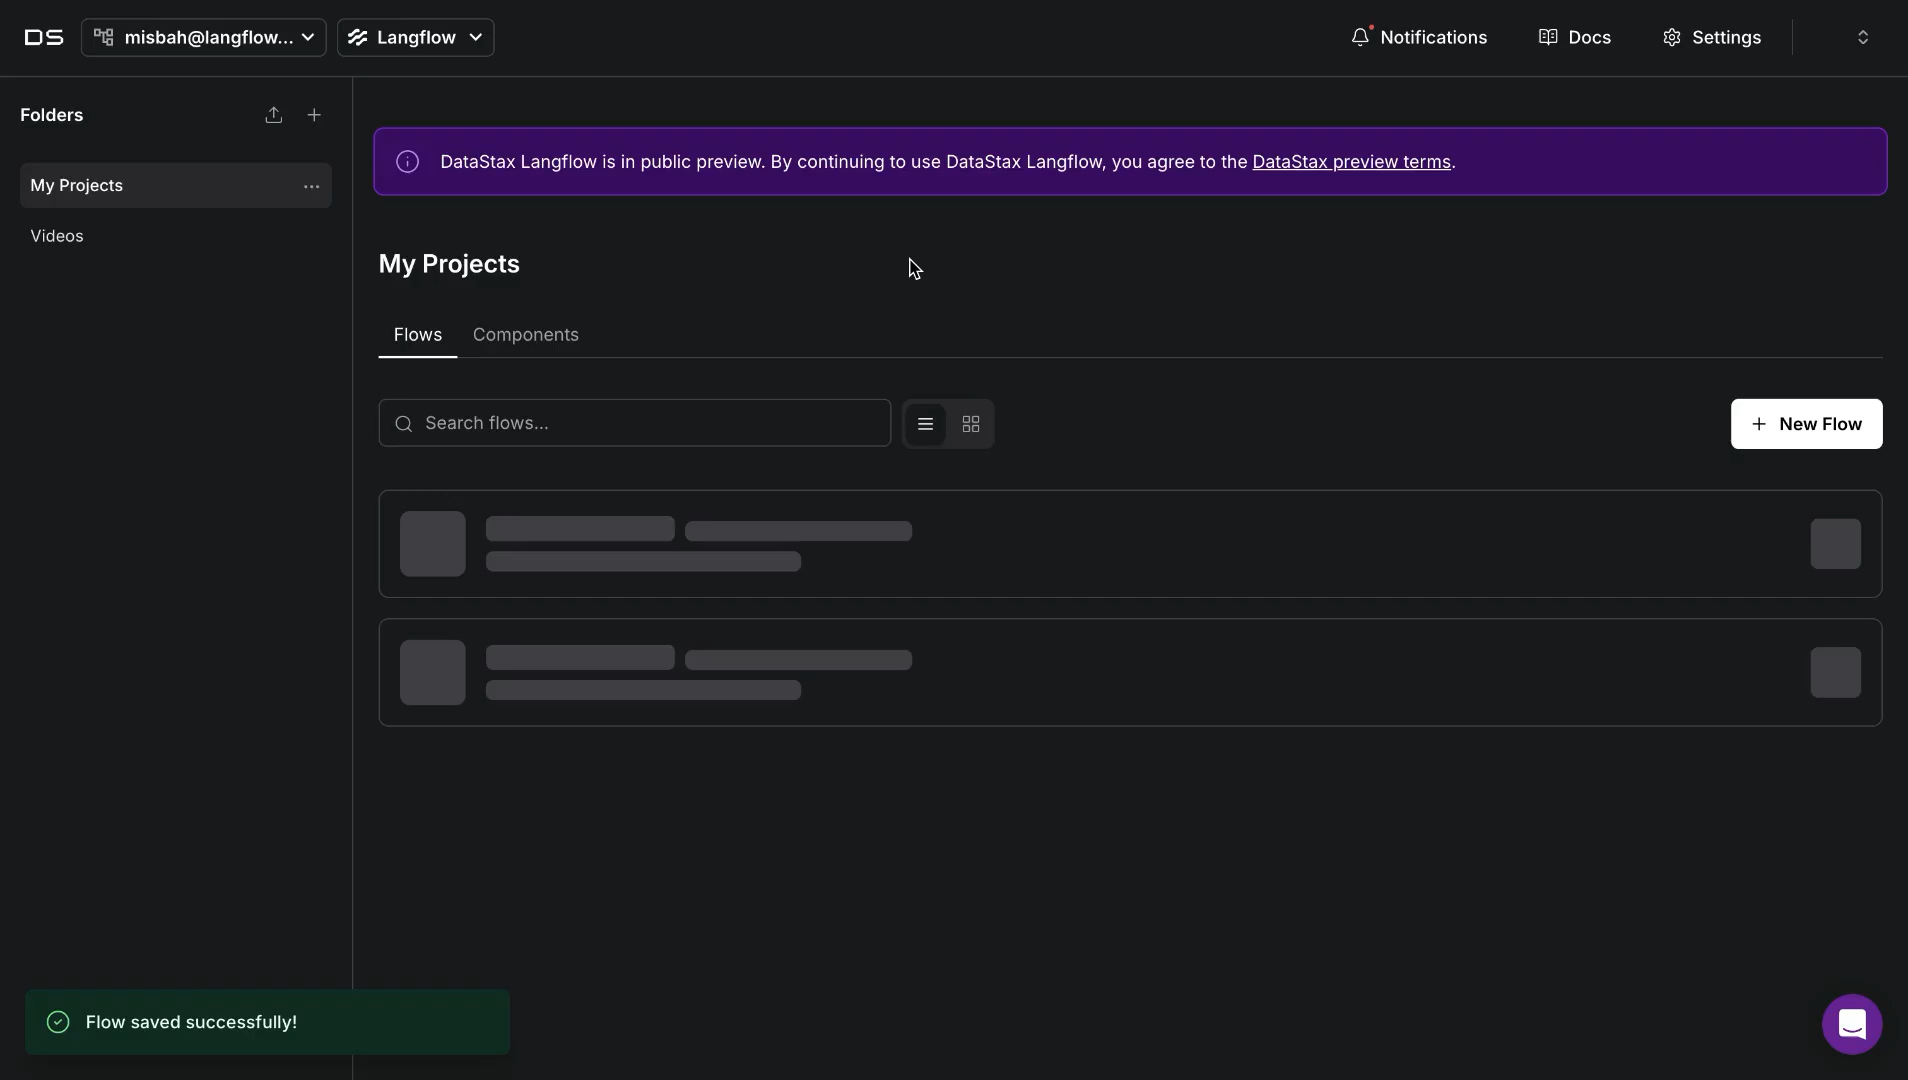 DS
misbah@langflow...
Langflow
Notifications
Docs
Settings
Folders
My Projects
Videos
DataStax Langflow is in public preview. By continuing to use DataStax Langflow, you agree to the DataStax preview terms.
My Projects
Flows
Components
Search flows...
New Flow
Flow saved successfully!